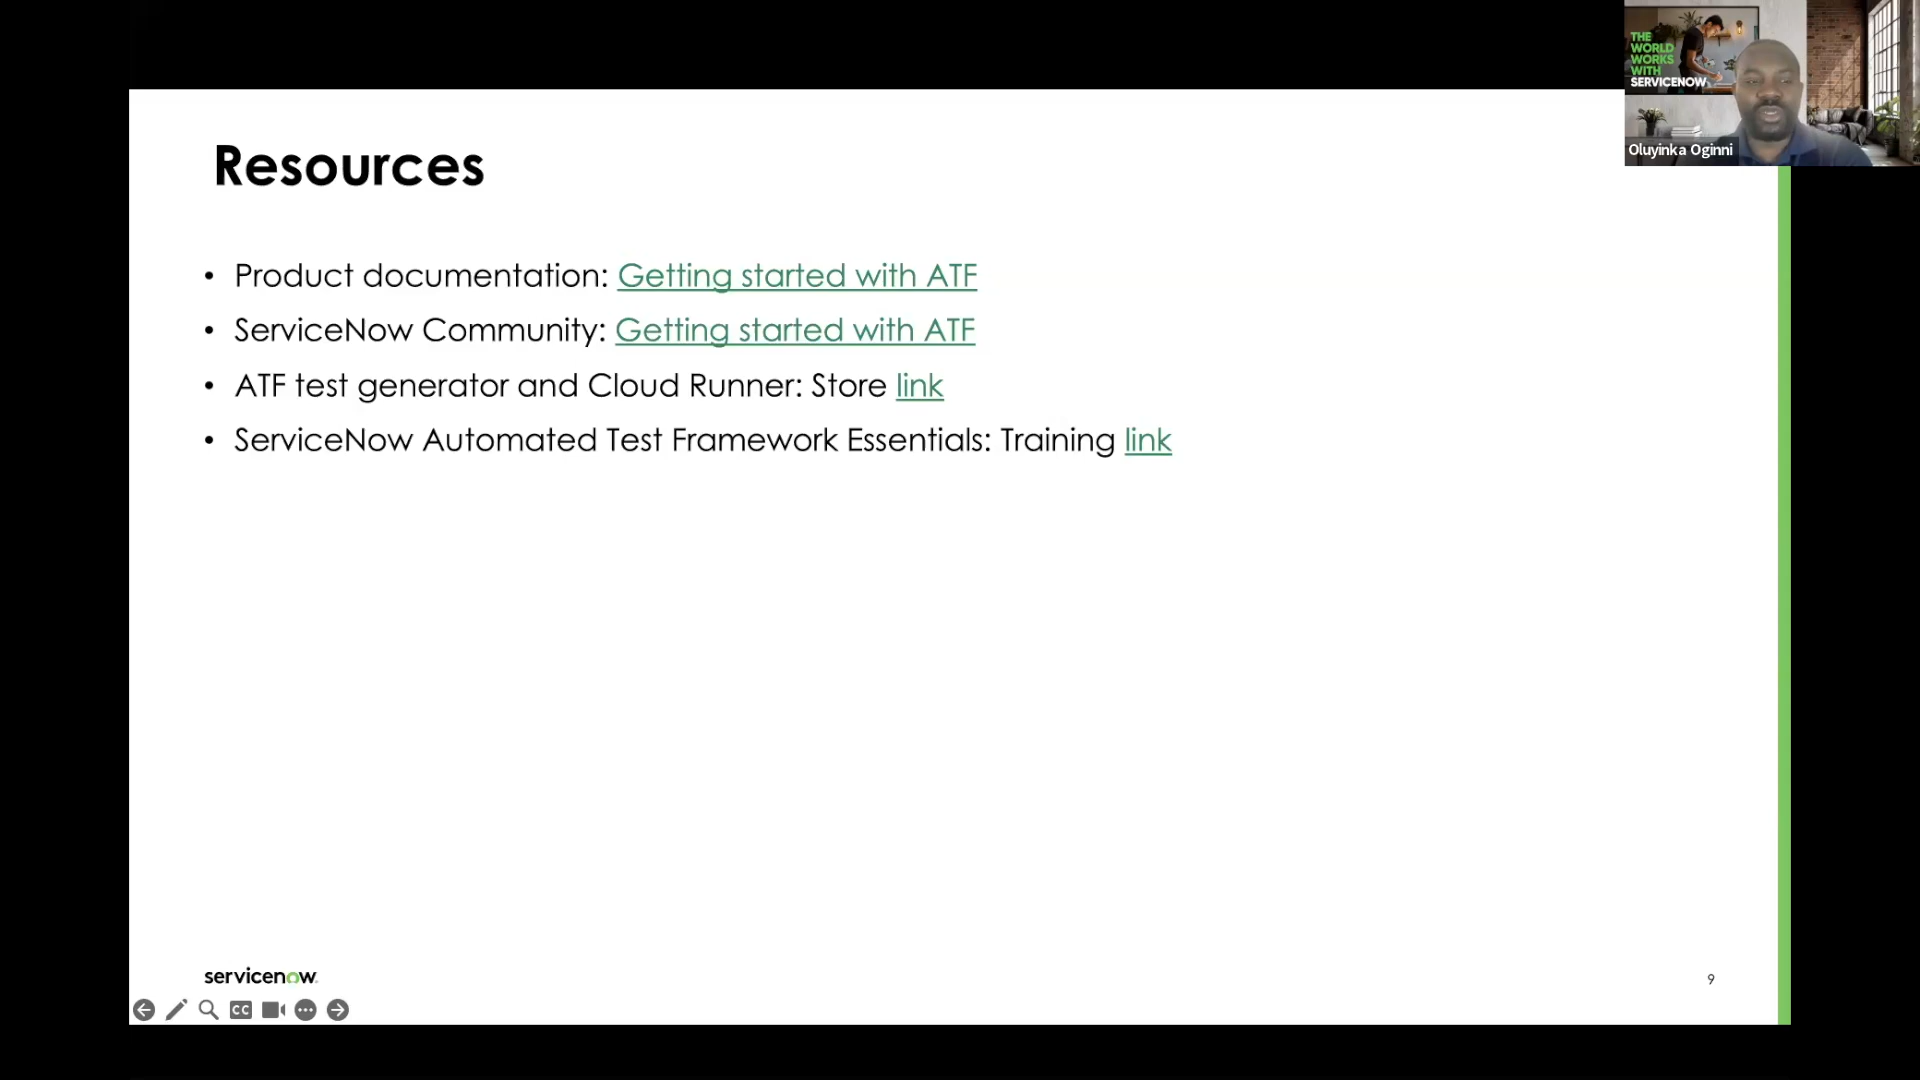 THE
WORLD
WORKS
WITH
SERVICENOW
Oluyinka Oginni
Resources
• Product documentation: Getting started with ATF
• ServiceNow Community: Getting started with ATF
• ATF test generator and Cloud Runner: Store link
• ServiceNow Automated Test Framework Essentials: Training link
servicenow
9
CC